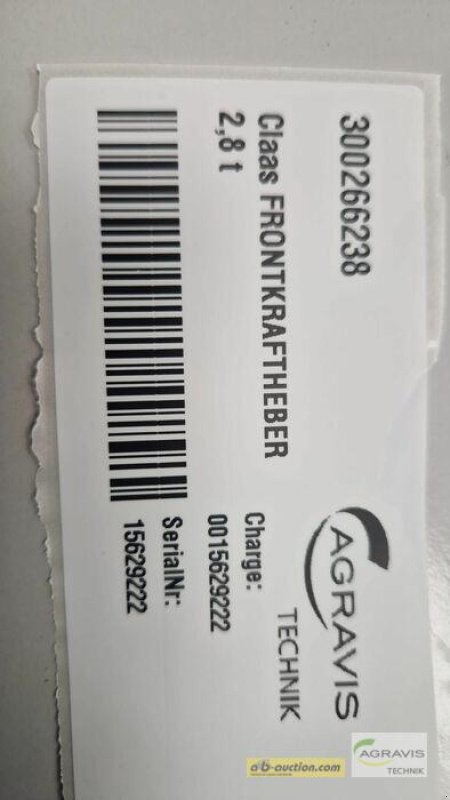 300266238
Claas FRONTKRAFTHEBER
2,8 t
AGRAVIS
TECHNIK
Charge:
0015629222
SerialNr:
15629222
a-b-auction.com
AGRAVIS
TECHNIK